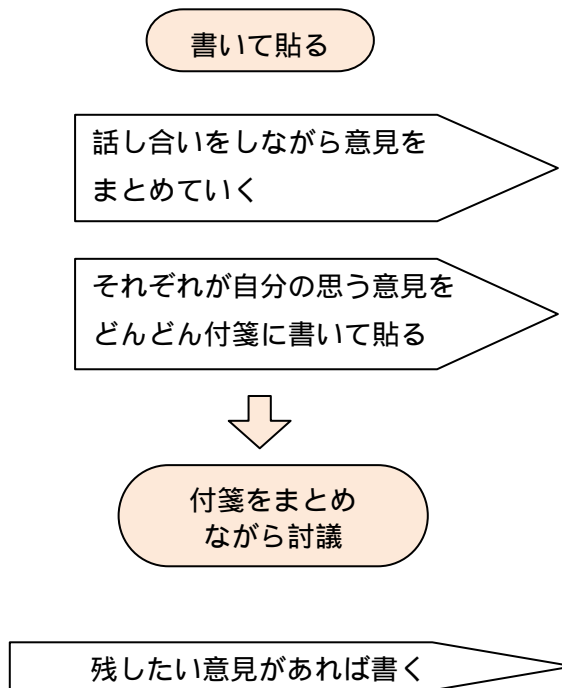 書いて貼る
話し合いをしながら意見を
まとめていく
それぞれが自分の思う意見を
どんどん付箋に書いて貼る
付箋をまとめ
ながら討議
残したい意見があれば書く